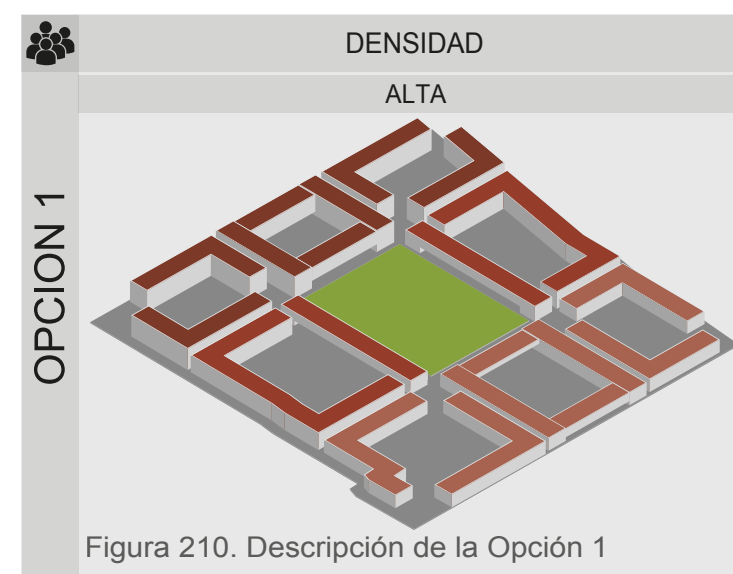 DENSIDAD
ALTA
OPCION 1
Figura 210. Descripción de la Opción 1